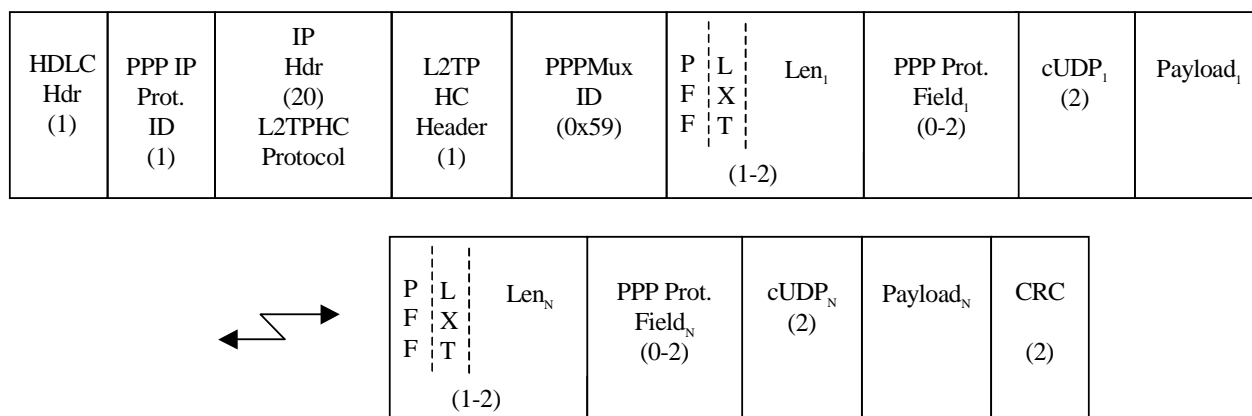 HDLC
Hdr
(1)
PPP IP
Prot.
ID
(1)
IP
Hdr
(20)
L2TPHC
Protocol
L2TP
HC
Header
(1)
PPPMux
ID
(0x59)
P
F
F
L
X
T
Len₁
(1-2)
PPP Prot.
Field₁
(0-2)
cUDP₁
(2)
Payload₁
P
F
F
L
X
T
Lenₙ
(1-2)
PPP Prot.
Fieldₙ
(0-2)
cUDPₙ
(2)
Payloadₙ
CRC
(2)